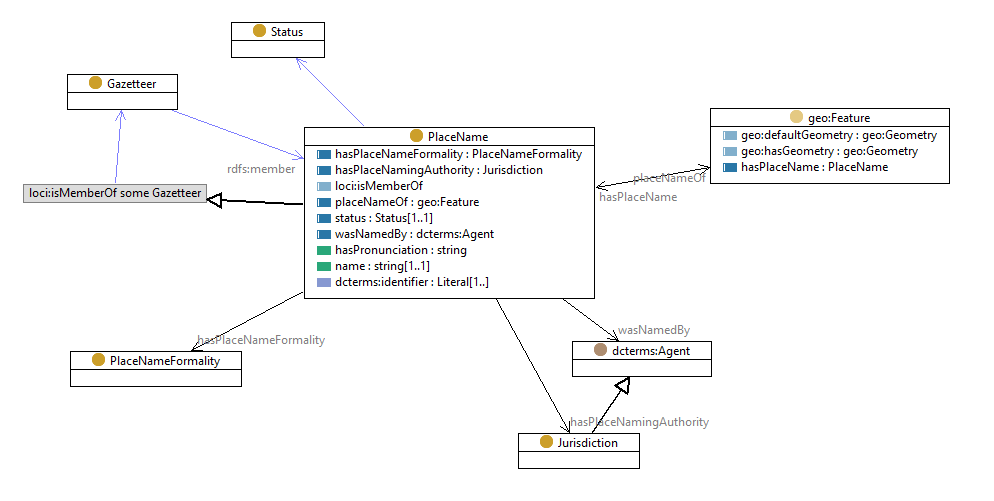 Status
Gazetteer
geo:Feature
geo:defaultGeometry : geo:Geometry
geo:hasGeometry : geo:Geometry
hasPlaceName : PlaceName
PlaceName
hasPlaceNameFormality : PlaceNameFormality
hasPlaceNamingAuthority : Jurisdiction
loci:isMemberOf
placeNameOf : geo:Feature
status : Status[1..1]
wasNamedBy : dcterms:Agent
hasPronunciation : string
name : string[1..1]
dcterms:identifier : Literal[1..]
rdfs:member
placeNameOf
hasPlaceName
loci:isMemberOf some Gazetteer
wasNamedBy
hasPlaceNameFormality
dcterms:Agent
PlaceNameFormality
hasPlaceNamingAuthority
Jurisdiction